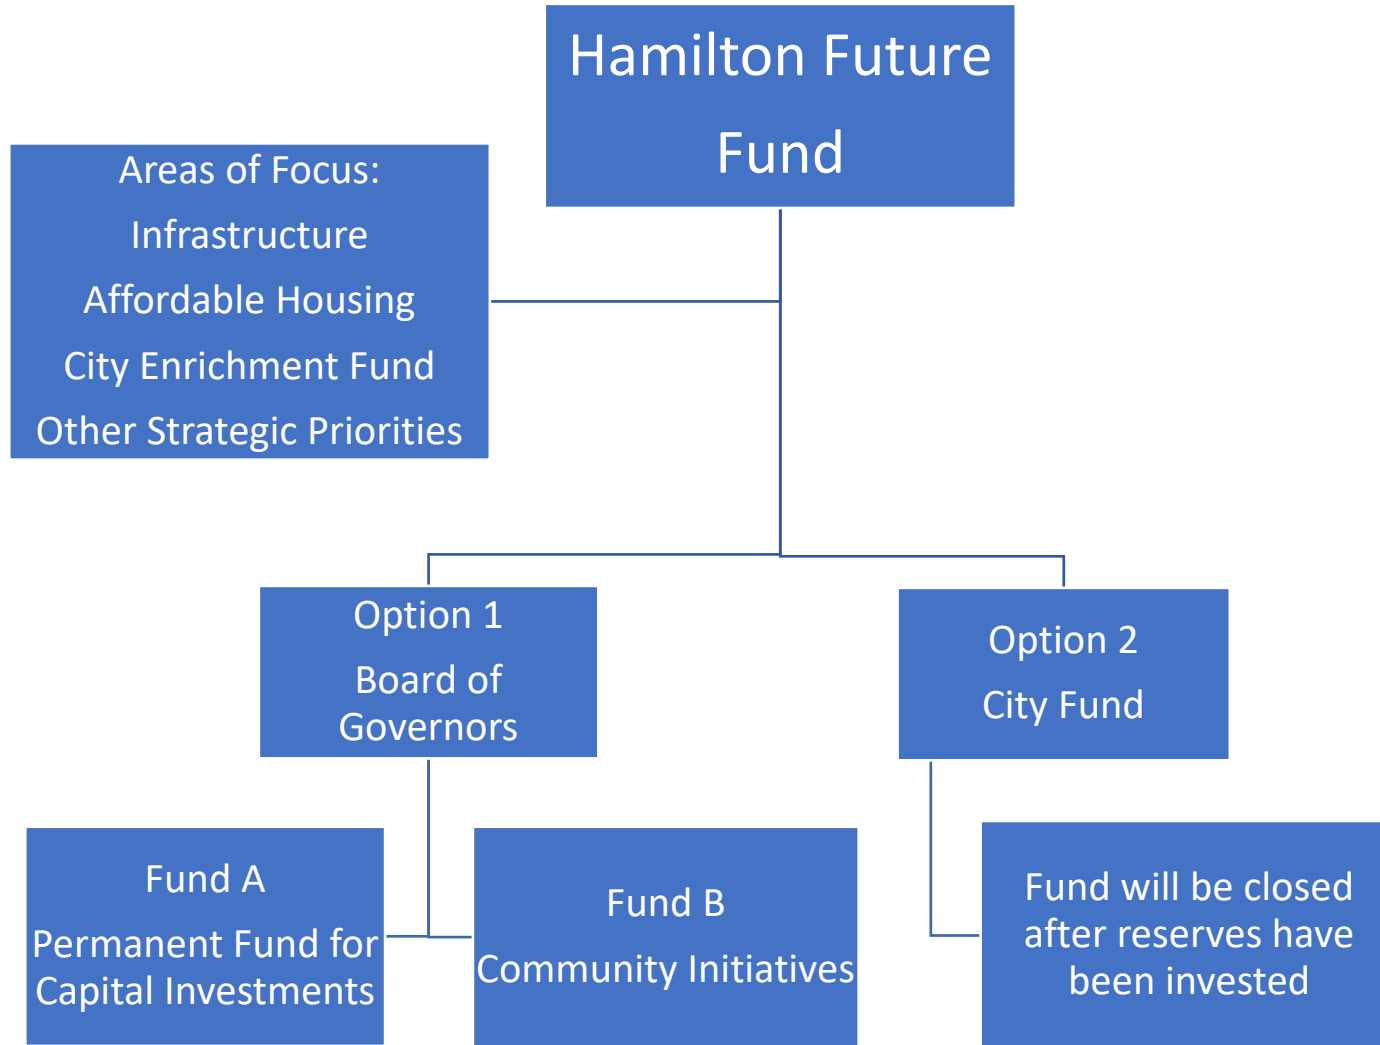 Hamilton Future
Fund
Areas of Focus:
Infrastructure
Affordable Housing
City Enrichment Fund
Other Strategic Priorities
Option 1
Board of
Governors
Option 2
City Fund
Fund A
Permanent Fund for
Capital Investments
Fund B
Community Initiatives
Fund will be closed
after reserves have
been invested